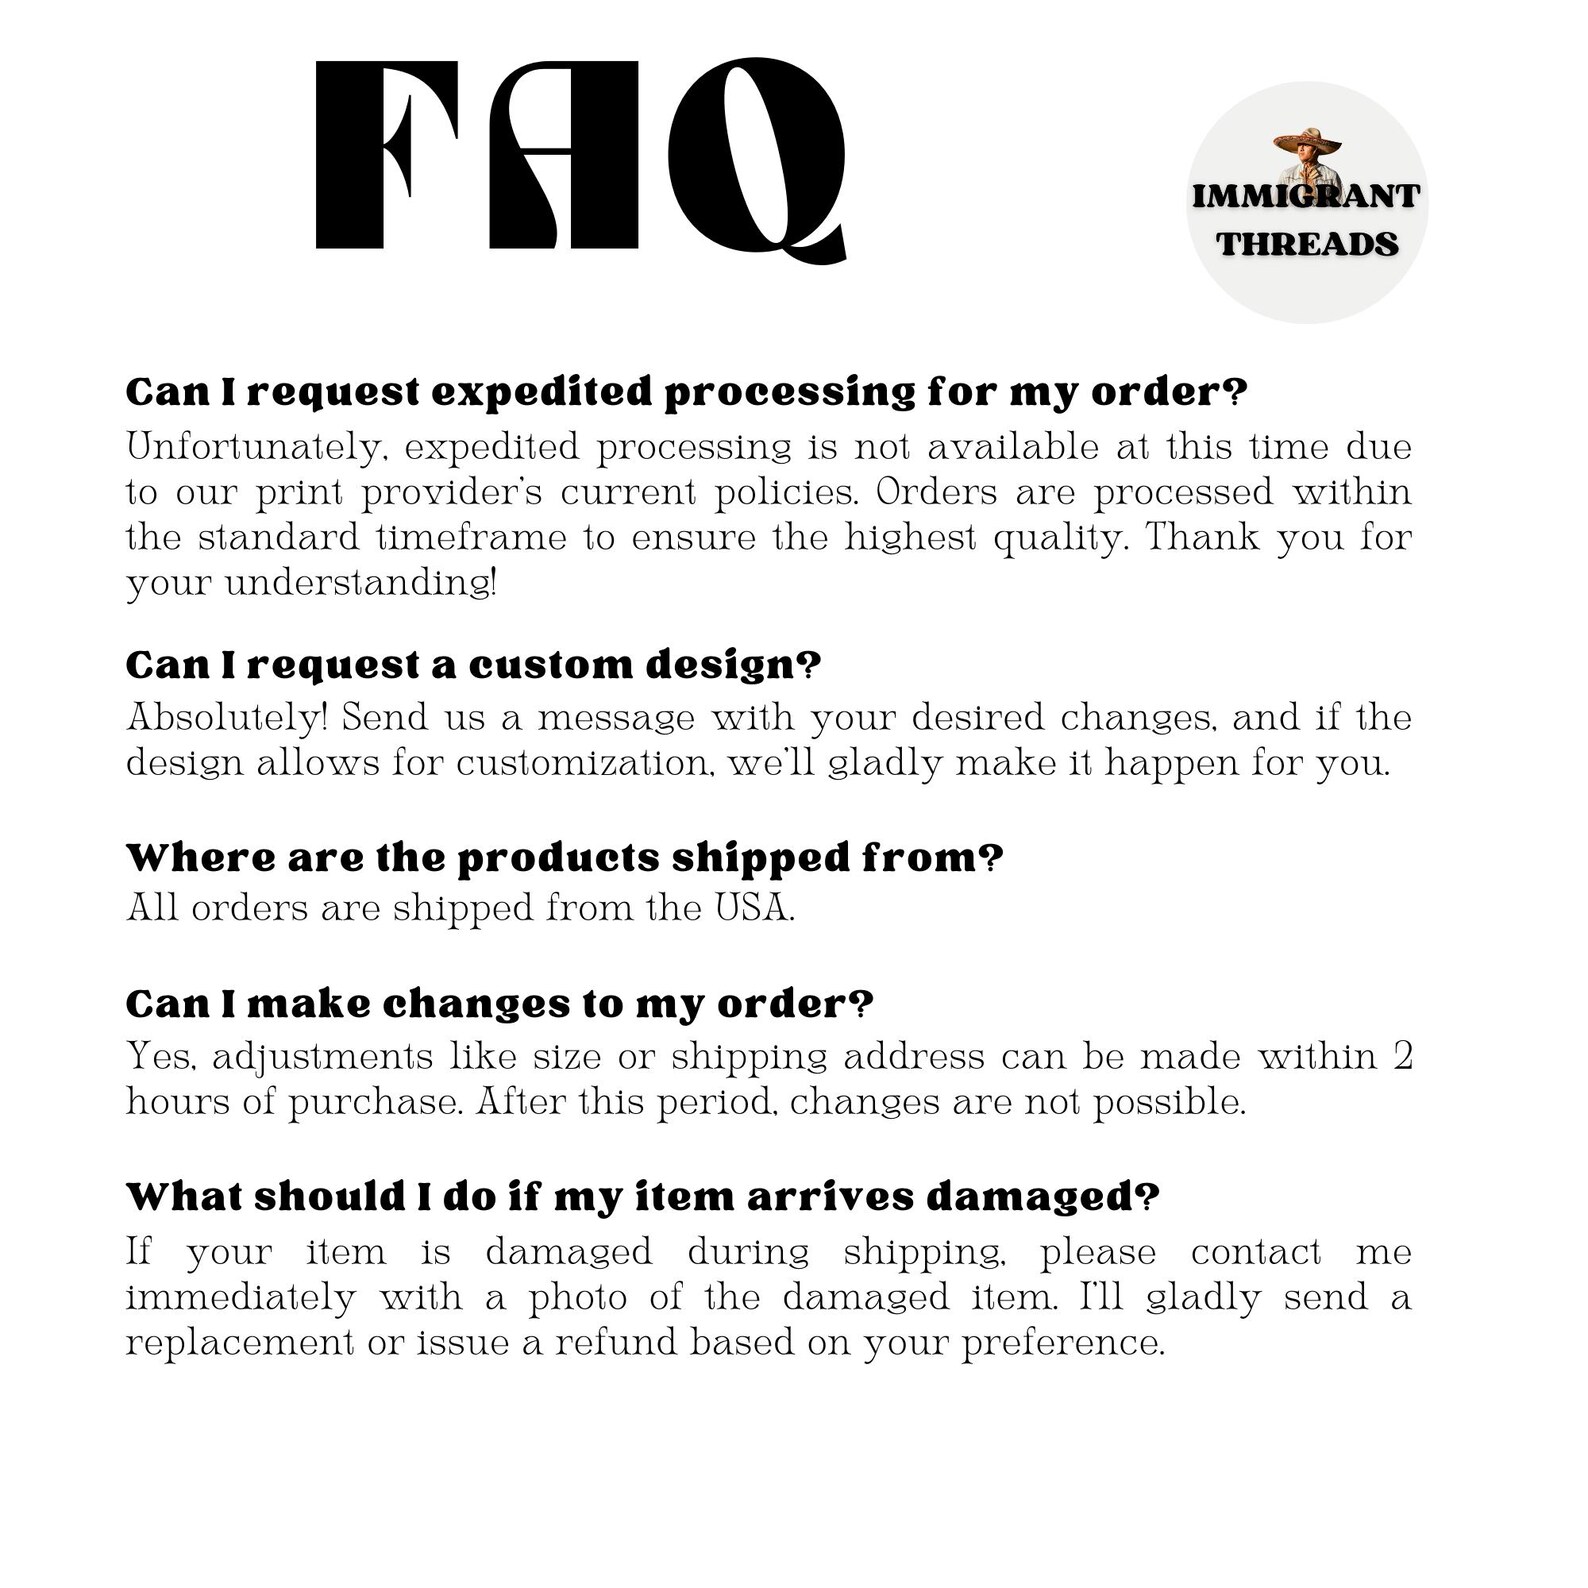 FAQ
IMMIGRANT
THREADS
Can I request expedited processing for my order?
Unfortunately, expedited processing is not available at this time due
to our print provider's current policies. Orders are processed within
the standard timeframe to ensure the highest quality. Thank you for
your understanding!
Can I request a custom design?
Absolutely! Send us a message with your desired changes, and if the
design allows for customization, we'll gladly make it happen for you.
Where are the products shipped from?
All orders are shipped from the USA.
Can I make changes to my order?
Yes, adjustments like size or shipping address can be made within 2
hours of purchase. After this period, changes are not possible.
What should I do if my item arrives damaged?
If your item is damaged during shipping, please contact me
immediately with a photo of the damaged item. I'll gladly send a
replacement or issue a refund based on your preference.